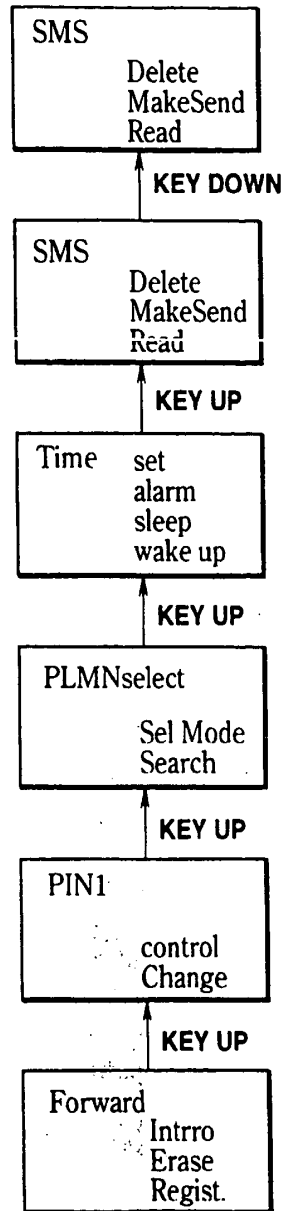 SMS
Delete
MakeSend
Read
KEY DOWN
SMS
Delete
MakeSend
Read
KEY UP
Time set
alarm
sleep
wake up
KEY UP
PLMNselect
Sel Mode
Search
KEY UP
PIN1
control
Change
KEY UP
Forward
Intrro
Erase
Regist.